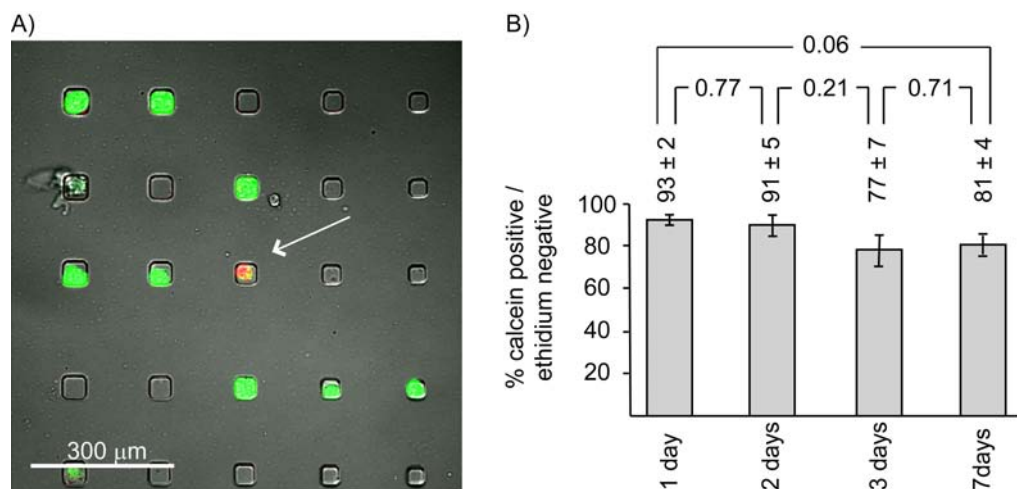 A)
300 μm
B)
0.06
0.77
0.21
0.71
93 ± 2
91 ± 5
77 ± 7
81 ± 4
% calcein positive /
ethidium negative
100
80
60
40
20
1 day
2 days
3 days
7days